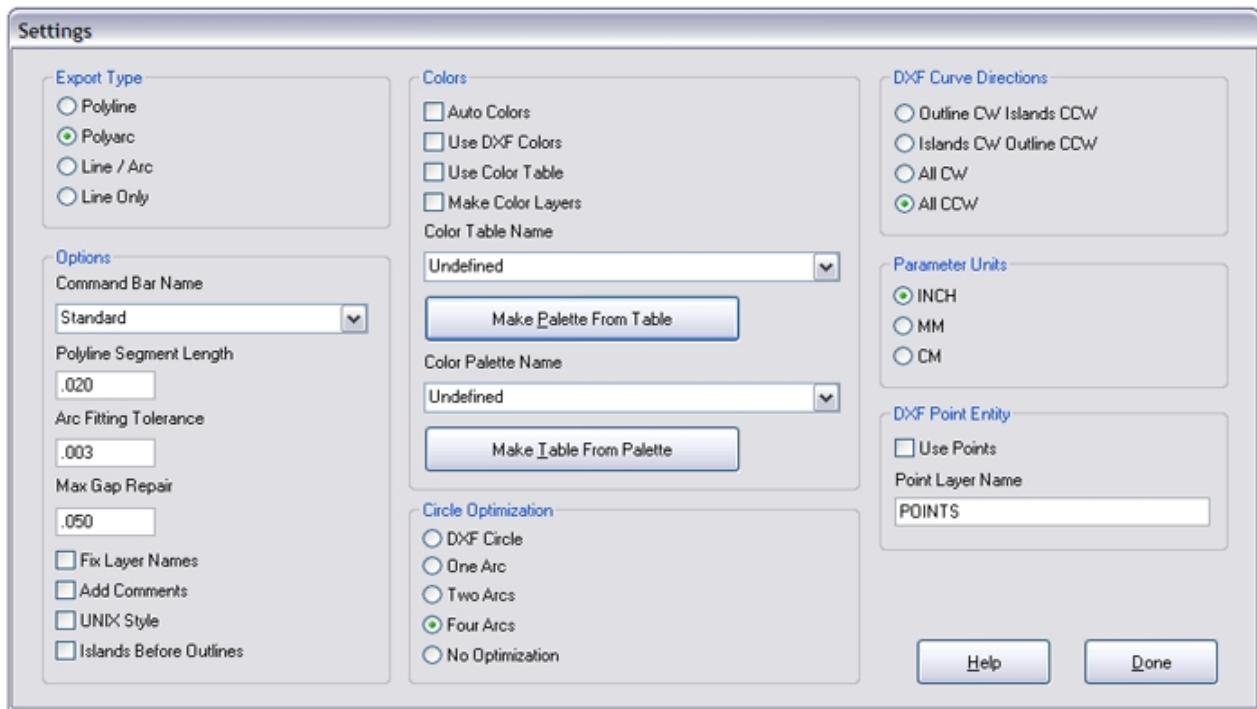 Settings
Export Type
Polyline
Polyarc
Line / Arc
Line Only
Options
Command Bar Name
Standard
Polyline Segment Length
.020
Arc Fitting Tolerance
.003
Max Gap Repair
.050
Fix Layer Names
Add Comments
UNIX Style
Islands Before Outlines
Colors
Auto Colors
Use DXF Colors
Use Color Table
Make Color Layers
Color Table Name
Undefined
Make Palette From Table
Color Palette Name
Undefined
Make Table From Palette
Circle Optimization
DXF Circle
One Arc
Two Arcs
Four Arcs
No Optimization
DXF Curve Directions
Outline CW Islands CCW
Islands CW Outline CCW
All CW
All CCW
Parameter Units
INCH
MM
CM
DXF Point Entity
Use Points
Point Layer Name
POINTS
Help
Done